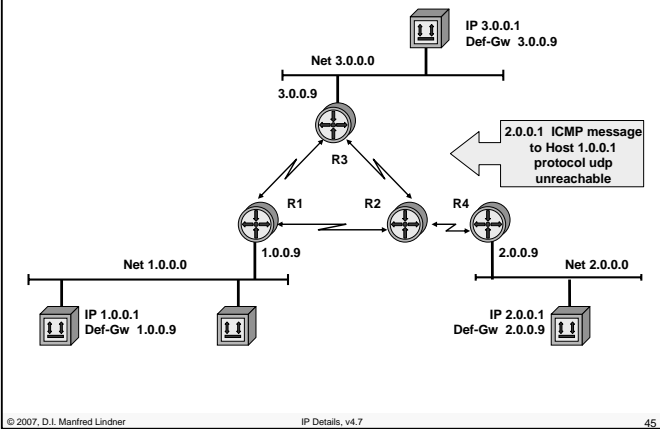 IP 3.0.0.1
Def-Gw 3.0.0.9
Net 3.0.0.0
3.0.0.9
2.0.0.1 ICMP message
to Host 1.0.0.1
protocol udp
unreachable
R3
R1
R2
R4
1.0.0.9
2.0.0.9
Net 1.0.0.0
Net 2.0.0.0
IP 1.0.0.1
Def-Gw 1.0.0.9
IP 2.0.0.1
Def-Gw 2.0.0.9
© 2007, D.I. Manfred Lindner
IP Details, v4.7
45